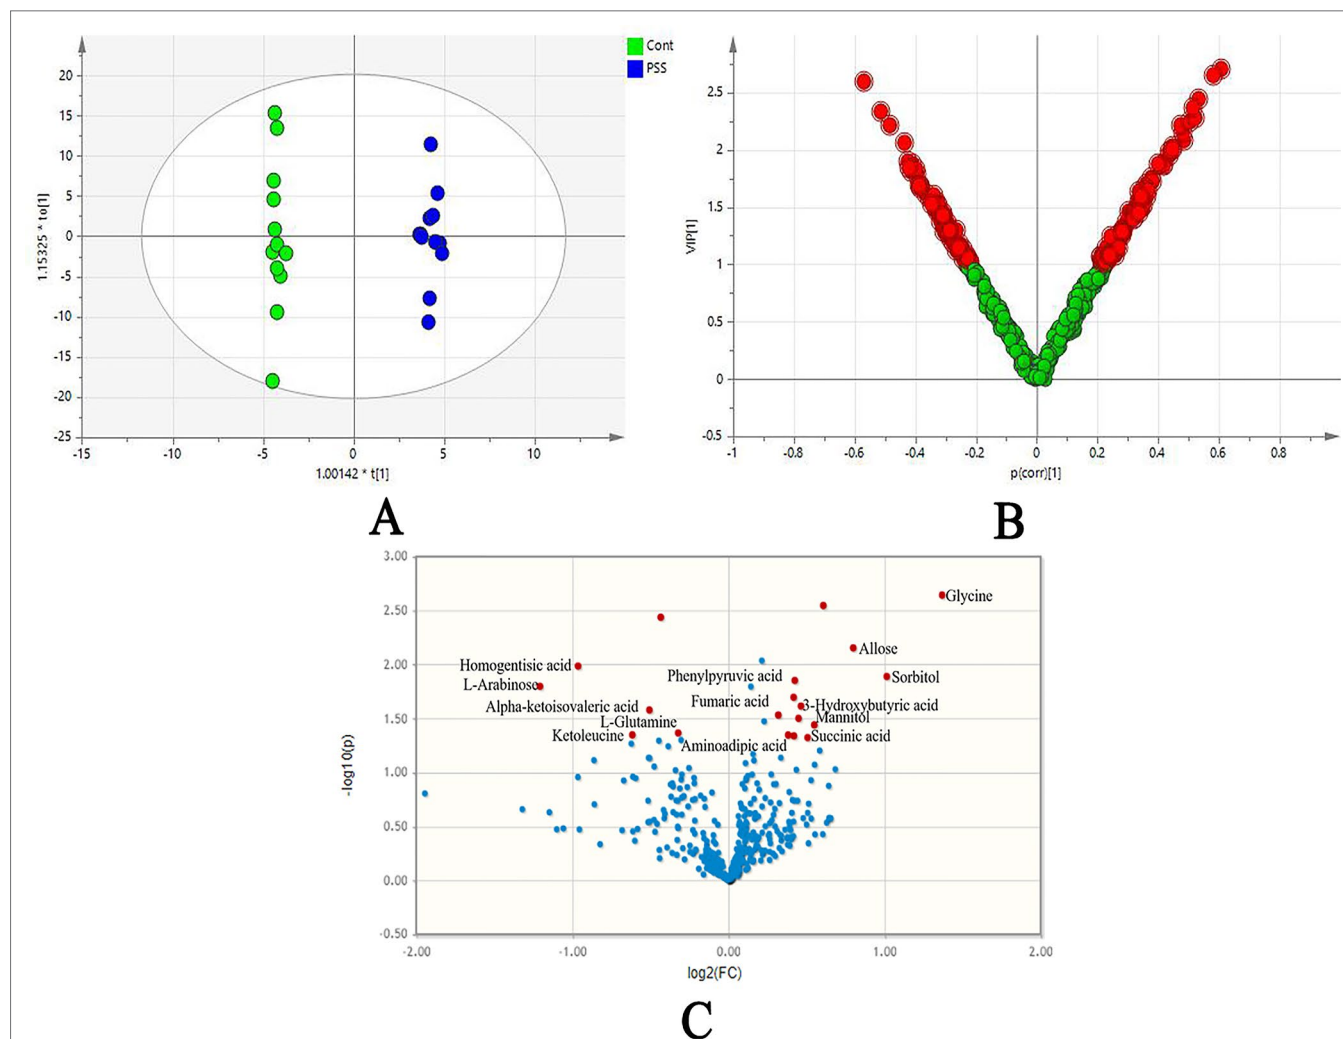 Cont
PSS
20
15
10
5
0
-5
-10
-15
-20
-25
-15
-10
-5
0
5
10
1.15325 * to[1]
1.00142 * t[1]
A
2.5
2
1.5
1
0.5
0
-0.5
-1
-0.8
-0.6
-0.4
-0.2
0
0.2
0.4
0.6
0.8
VIP[1]
p(corr)[1]
B
3.00
2.50
2.00
1.50
1.00
0.50
0.00
-0.50
-2.00
-1.00
0.00
1.00
2.00
-log10(p)
log2(FC)
Glycine
Allose
Homogentisic acid
Phenylpyruvic acid
Sorbitol
L-Arabinose
Fumaric acid
3-Hydroxybutyric acid
Alpha-ketoisovaleric acid
Mannitol
L-Glutamine
Ketoleucine
Succinic acid
Aminoadipic acid
C